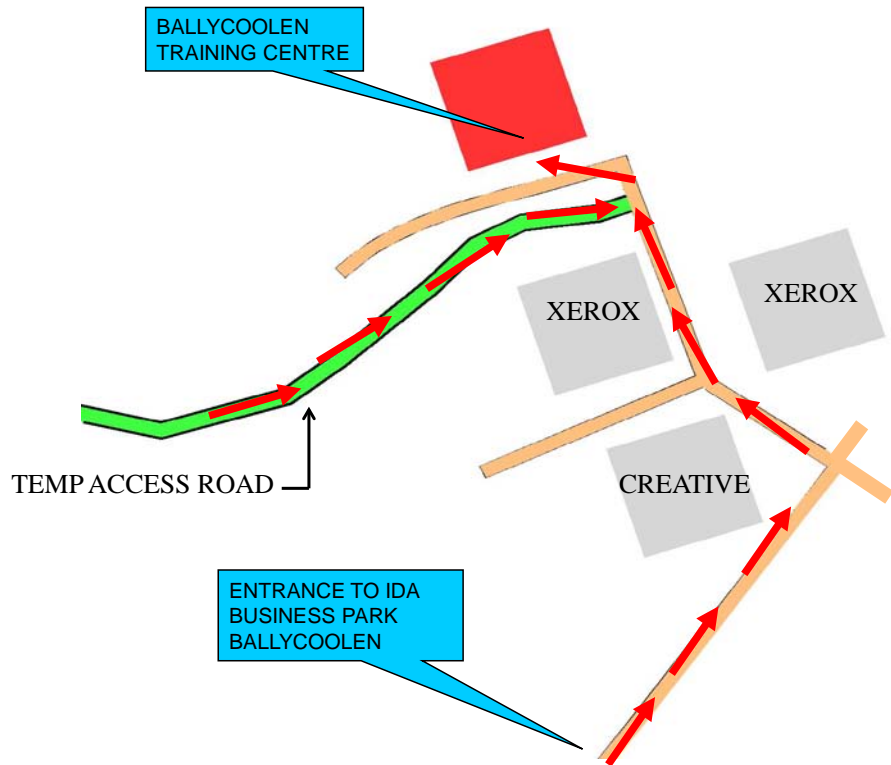 BALLYCOOLEN
TRAINING CENTRE
XEROX
XEROX
TEMP ACCESS ROAD
CREATIVE
ENTRANCE TO IDA
BUSINESS PARK
BALLYCOOLEN